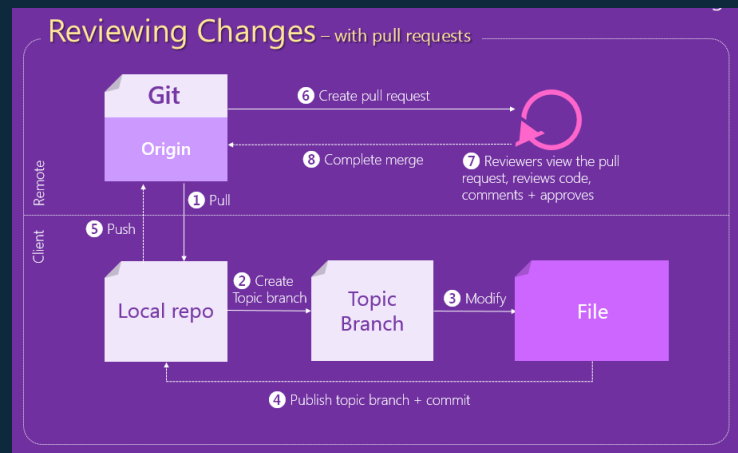 Reviewing Changes – with pull requests
Git
Origin
Remote
6 Create pull request
8 Complete merge
7 Reviewers view the pull
request, reviews code,
comments + approves
1 Pull
5 Push
Client
Local repo
2 Create
Topic branch
Topic
Branch
3 Modify
File
4 Publish topic branch + commit